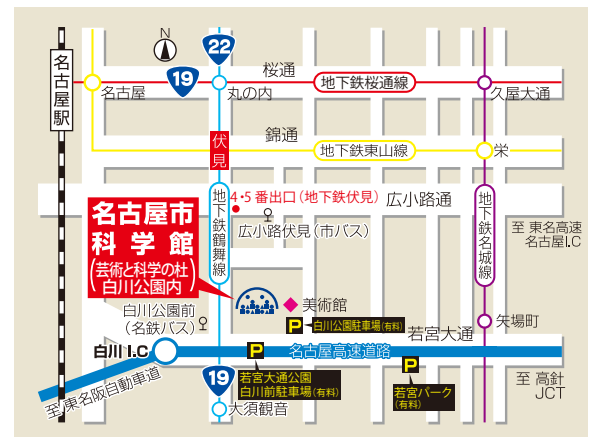 N
22
19
桜通
地下鉄桜通線
名古屋駅
名古屋
丸の内
久屋大通
錦通
伏見
地下鉄東山線
栄
4・5番出口(地下鉄伏見)
広小路通
地下鉄鶴舞線
広小路伏見(市バス)
地下鉄名城線
至 東名高速
名古屋I.C
名古屋市
科学館
(芸術と科学の杜
白川公園内)
美術館
白川公園前
(名鉄バス)
P
白川公園駐車場(有料)
若宮大通
矢場町
白川 I.C
名古屋高速道路
P
若宮大通公園
白川前駐車場(有料)
P
若宮パーク
(有料)
至 高針
JCT
至 東名阪自動車道
19
大須観音